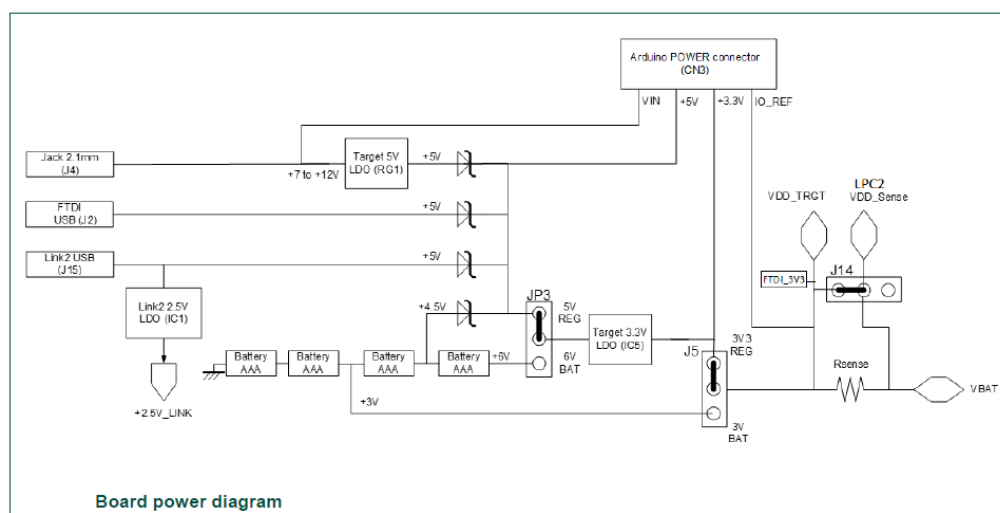 Arduino POWER connector
(CN3)
VIN
+5V
+3.3V
IO_REF
Jack 2.1mm
(J4)
+7 to +12V
Target 5V
LDO (RG1)
+5V
FTDI
USB (J2)
+5V
Link2 USB
(J15)
+5V
Link2 2.5V
LDO (IC1)
+2.5V_LINK
VDD_TRGT
LPC2
VDD_Sense
FTDI_3V3
J14
+4.5V
JP3
5V
REG
6V
BAT
Target 3.3V
LDO (IC5)
J5
3V3
REG
3V
BAT
Rsense
VBAT
Battery
AAA
Battery
AAA
Battery
AAA
Battery
AAA
+6V
+3V
Board power diagram